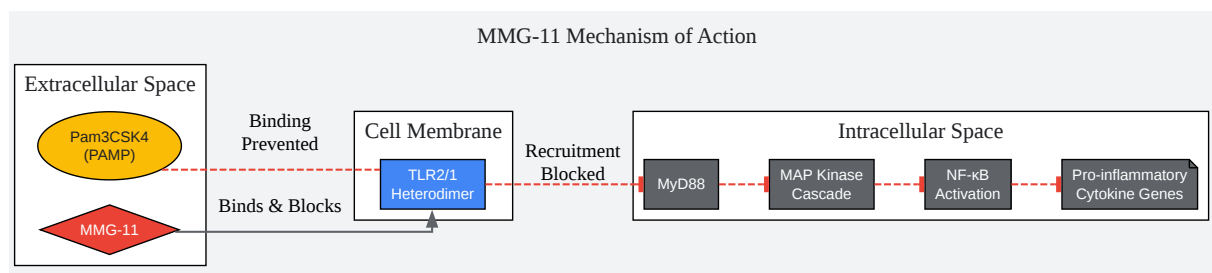 MMG-11 Mechanism of Action
Extracellular Space
Pam3CSK4
(PAMP)
MMG-11
Binding
Prevented
Binds & Blocks
Cell Membrane
TLR2/1
Heterodimer
Recruitment
Blocked
Intracellular Space
MyD88
MAP Kinase
Cascade
NF-κB
Activation
Pro-inflammatory
Cytokine Genes